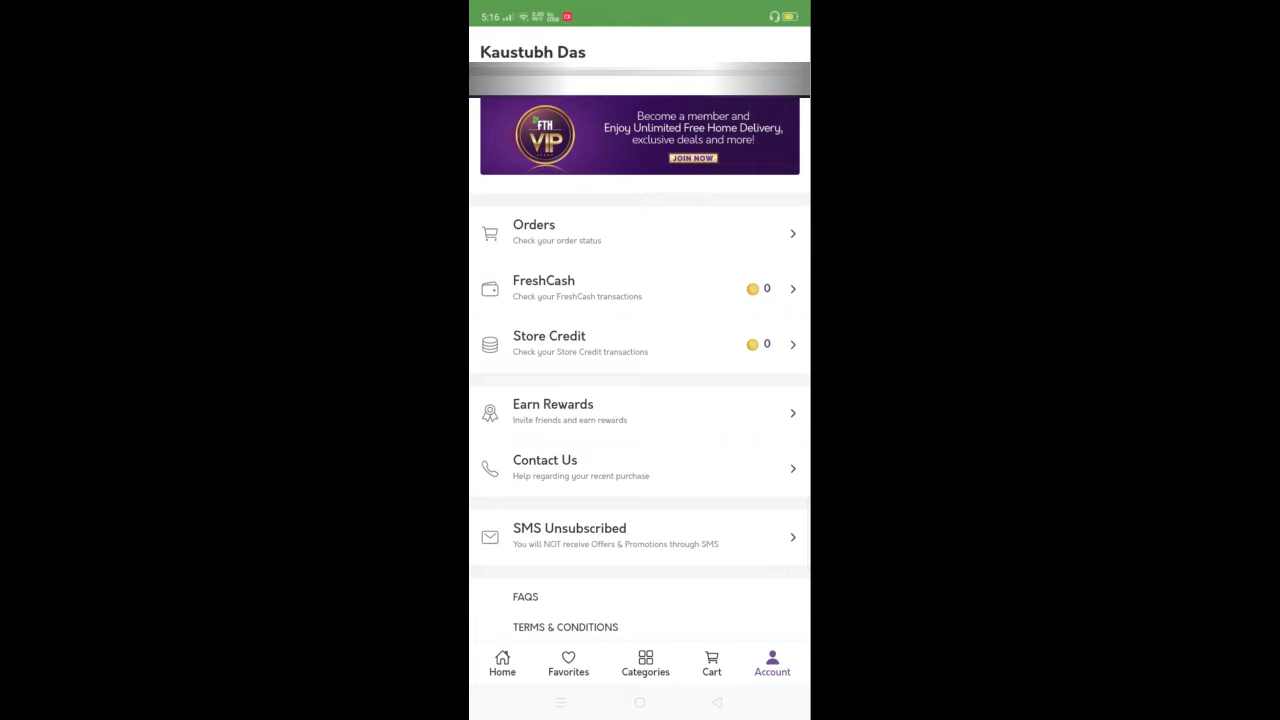 5:16
Kaustubh Das
FTH
VIP
Become a member and
Enjoy Unlimited Free Home Delivery,
exclusive deals and more!
JOIN NOW
Orders
Check your order status
FreshCash
Check your FreshCash transactions
0
Store Credit
Check your Store Credit transactions
0
Earn Rewards
Invite friends and earn rewards
Contact Us
Help regarding your recent purchase
SMS Unsubscribed
You will NOT receive Offers & Promotions through SMS
FAQS
TERMS & CONDITIONS
Home Favorites Categories Cart Account